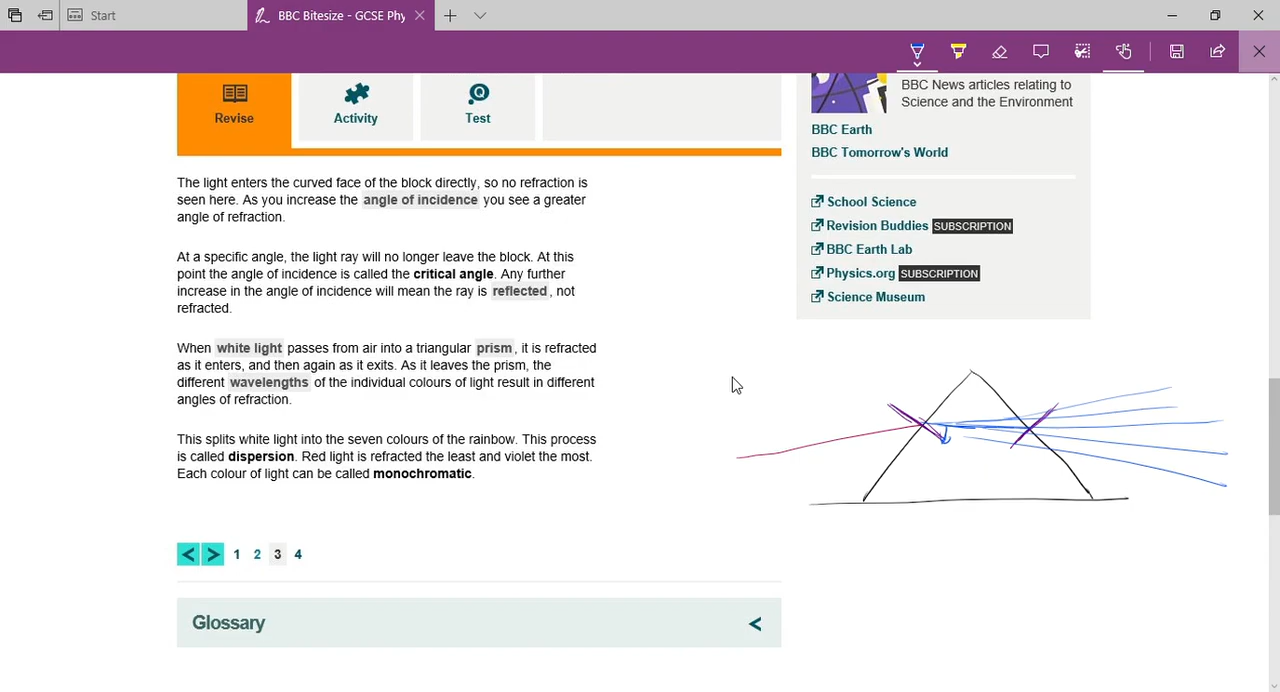 Start
BBC Bitesize - GCSE Phy
Revise
Activity
Test
BBC News articles relating to
Science and the Environment
BBC Earth
BBC Tomorrow's World
School Science
Revision Buddies SUBSCRIPTION
BBC Earth Lab
Physics.org SUBSCRIPTION
Science Museum
The light enters the curved face of the block directly, so no refraction is
seen here. As you increase the angle of incidence you see a greater
angle of refraction.
At a specific angle, the light ray will no longer leave the block. At this
point the angle of incidence is called the critical angle. Any further
increase in the angle of incidence will mean the ray is reflected, not
refracted.
When white light passes from air into a triangular prism, it is refracted
as it enters, and then again as it exits. As it leaves the prism, the
different wavelengths of the individual colours of light result in different
angles of refraction.
This splits white light into the seven colours of the rainbow. This process
is called dispersion. Red light is refracted the least and violet the most.
Each colour of light can be called monochromatic.
< > 1 2 3 4
Glossary <